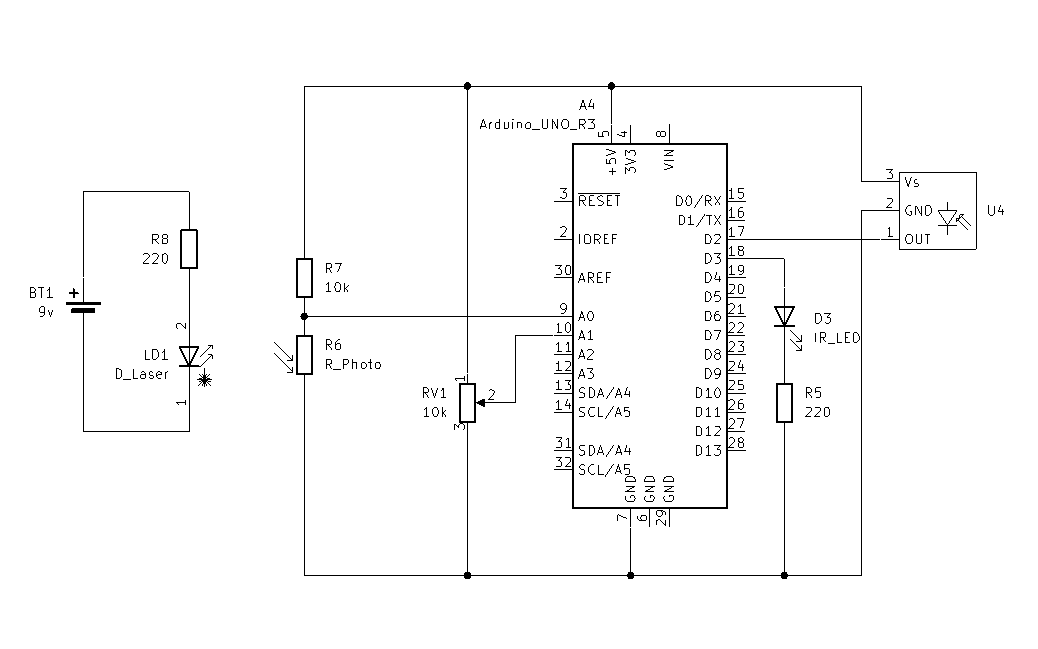 A4
Arduino_UNO_R3
5
4
8
+5V
3V3
VIN
3
RESET
2
IOREF
30
AREF
9
A0
10
A1
11
A2
12
A3
13
SDA/A4
14
SCL/A5
31
SDA/A4
32
SCL/A5
D0/RX
15
D1/TX
16
D2
17
D3
18
D4
19
D5
20
D6
21
D7
22
D8
23
D9
24
D10
25
D11
26
D12
27
D13
28
GND
GND
GND
7
6
29
3
Vs
2
GND
1
OUT
U4
R8
220
BT1
+
9v
2
LD1
D_Laser
1
R7
10k
R6
R_Photo
1
RV1
10k
2
3
D3
IR_LED
R5
220